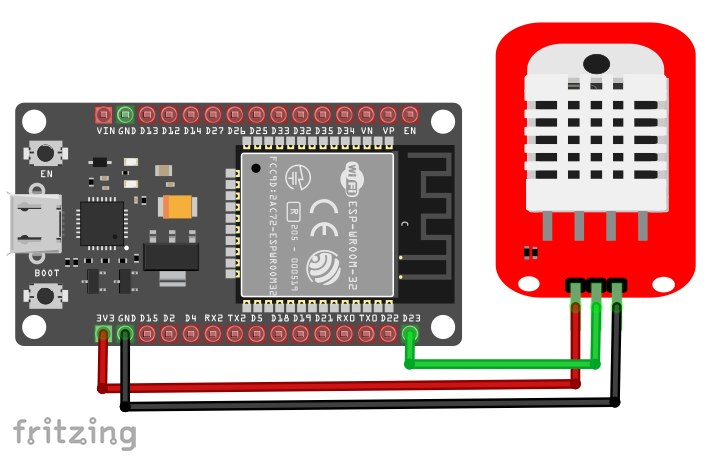 VIN GND D13 D12 D14 D27 D26 D25 D33 D32 D35 D34 VN VP EN
EN
WiFi
ESP-WROOM-32
CE
R
205 - 000519
FCC ID:2AC7Z-ESPWROOM32
C
BOOT
3V3 GND D15 D2 D4 RX2 TX2 D5 D18 D19 D21 RX0 TX0 D22 D23
fritzing